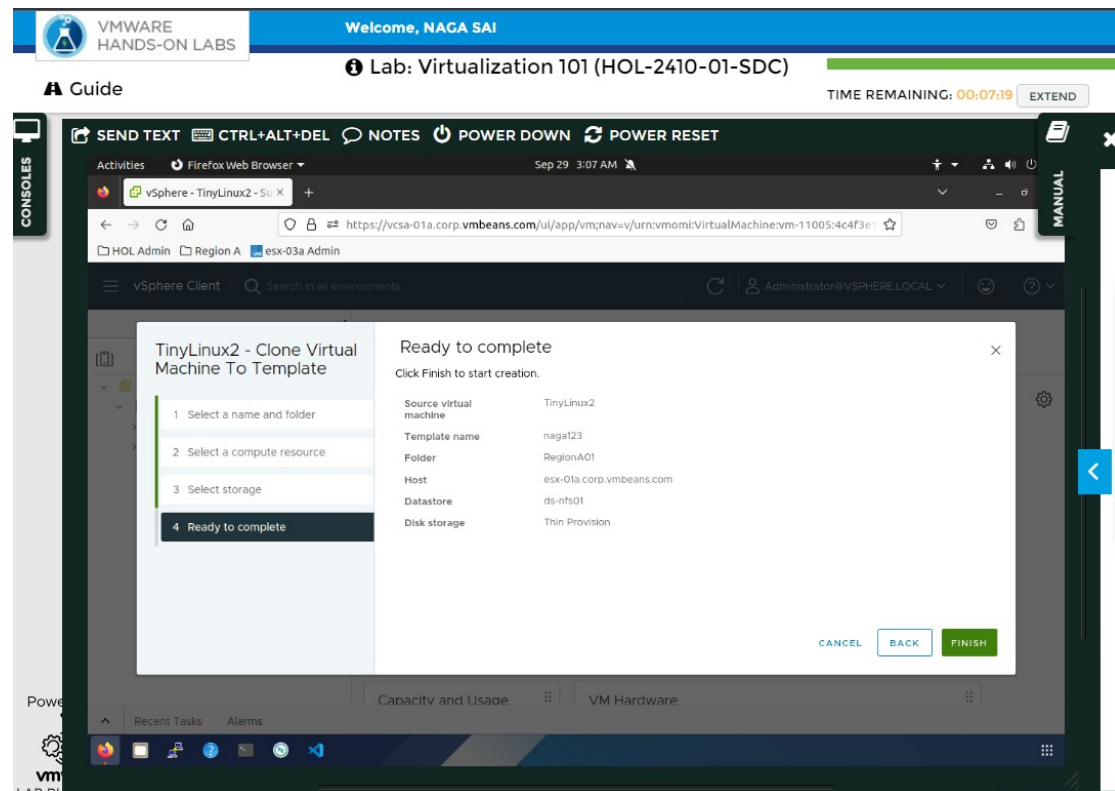 VMWARE
HANDS-ON LABS
Welcome, NAGA SAI
Lab: Virtualization 101 (HOL-2410-01-SDC)
Guide
TIME REMAINING: 00:07:19 EXTEND
CONSOLES
SEND TEXT CTRL+ALT+DEL NOTES POWER DOWN POWER RESET
MANUAL
Activities Firefox Web Browser Sep 29 3:07 AM
vSphere - TinyLinux2 - Su
https://vcsa-01a.corp.vmbeans.com/ui/app/vm;nav=v/urn:vmomi:VirtualMachine:vm-11005:4c4f3e1
HOL Admin Region A esx-03a Admin
vSphere Client Search in all environments Administrator@VSPHERE.LOCAL
TinyLinux2 - Clone Virtual
Machine To Template
1 Select a name and folder
2 Select a compute resource
3 Select storage
4 Ready to complete
Ready to complete
Click Finish to start creation.
Source virtual machine TinyLinux2
Template name naga123
Folder RegionA01
Host esx-01a.corp.vmbeans.com
Datastore ds-nfs01
Disk storage Thin Provision
CANCEL BACK FINISH
Capacity and Usage VM Hardware
Recent Tasks Alarms
Powe
vm